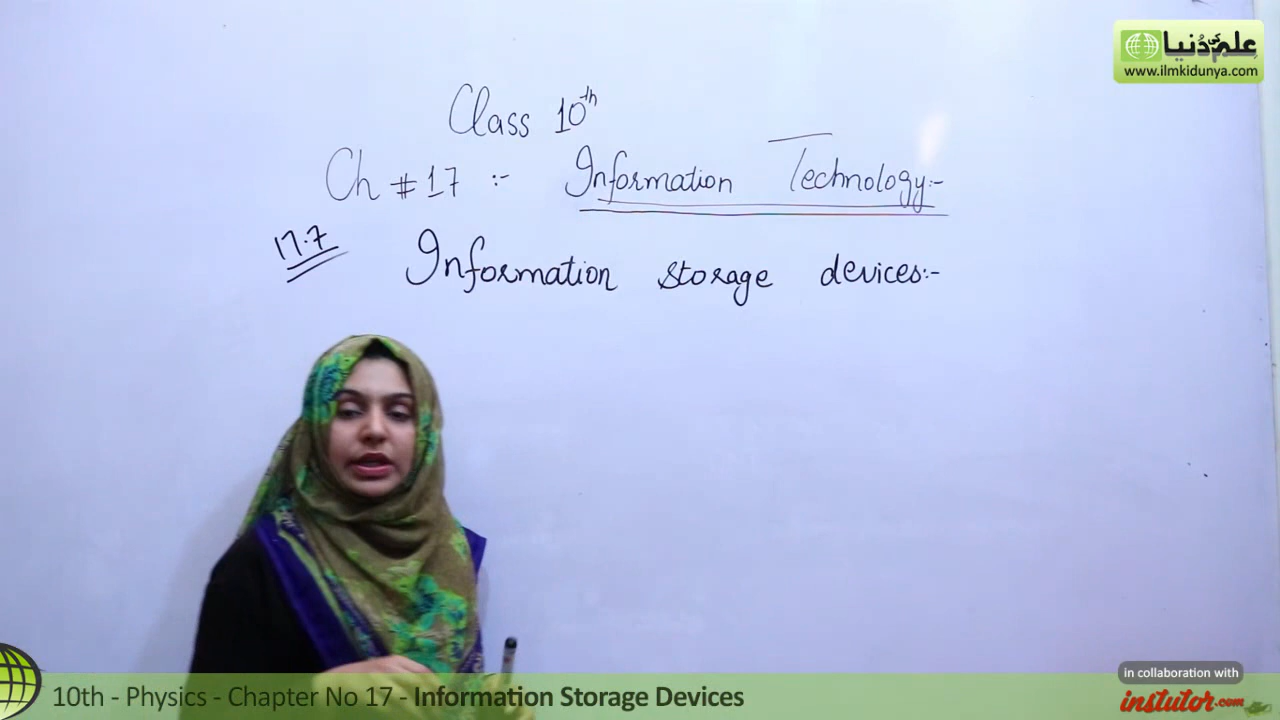 علم کی دُنیا
www.ilmkidunya.com
Class 10th
Ch # 17 :- Information Technology:-
17.7 Information storage devices:-
in collaboration with
instutor.com
10th - Physics - Chapter No 17 - Information Storage Devices